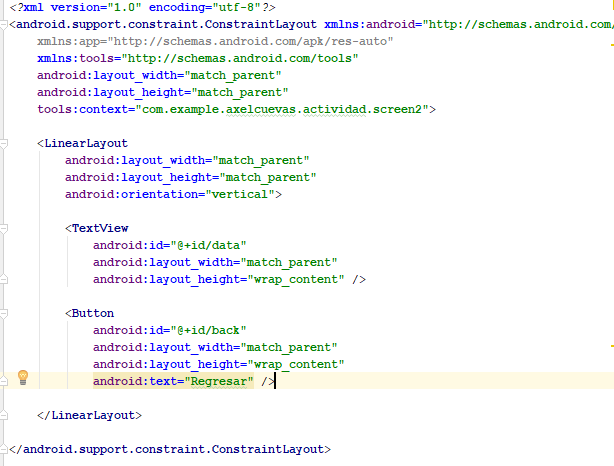 <?xml version="1.0" encoding="utf-8"?>
<android.support.constraint.ConstraintLayout xmlns:android="http://schemas.android.com/
xmlns:app="http://schemas.android.com/apk/res-auto"
xmlns:tools="http://schemas.android.com/tools"
android:layout_width="match_parent"
android:layout_height="match_parent"
tools:context="com.example.axelcuevas.actividad.screen2">
<LinearLayout
android:layout_width="match_parent"
android:layout_height="match_parent"
android:orientation="vertical">
<TextView
android:id="@+id/data"
android:layout_width="match_parent"
android:layout_height="wrap_content" />
<Button
android:id="@+id/back"
android:layout_width="match_parent"
android:layout_height="wrap_content"
android:text="Regresar" />
</LinearLayout>
</android.support.constraint.ConstraintLayout>